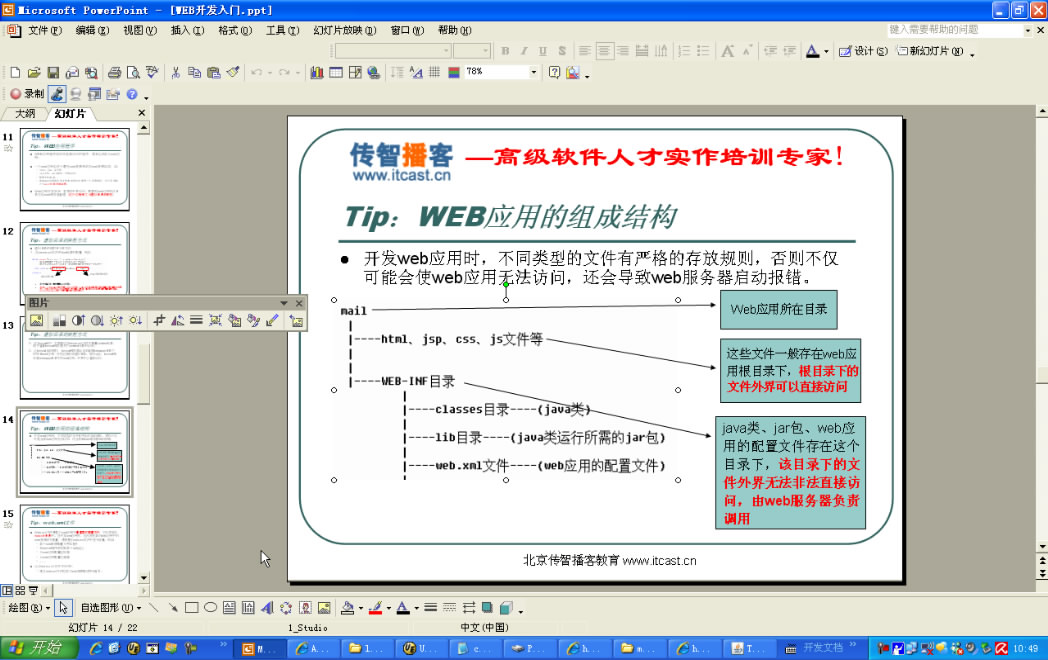 Microsoft PowerPoint - [WEB开发入门.ppt]
文件(F) 编辑(E) 视图(V) 插入(I) 格式(O) 工具(T) 幻灯片放映(D) 窗口(W) 帮助(H)
键入需要帮助的问题
B I U S
设计(S) 新幻灯片(N)
78%
录制
大纲 幻灯片
11
12
13
14
15
图片
传智播客 —高级软件人才实作培训专家!
www.itcast.cn
Tip: WEB应用的组成结构
● 开发web应用时，不同类型的文件有严格的存放规则，否则不仅
可能会使web应用无法访问，还会导致web服务器启动报错。
mail
Web应用所在目录
|----html、jsp、css、js文件等
这些文件一般存在web应
用根目录下，根目录下的
文件外界可以直接访问
|----WEB-INF目录
|----classes目录----(java类)
|----lib目录----(java类运行所需的jar包)
|----web.xml文件----(web应用的配置文件)
java类、jar包、web应
用的配置文件存在这个
目录下，该目录下的文
件外界无法非法直接访
问，由web服务器负责
调用
北京传智播客教育 www.itcast.cn
绘图(R) 自选图形(U)
幻灯片 14 / 22 1_Studio 中文(中国)
开始 M... A... l... U... c... P... h... m... h... T... 开发文档 10:49